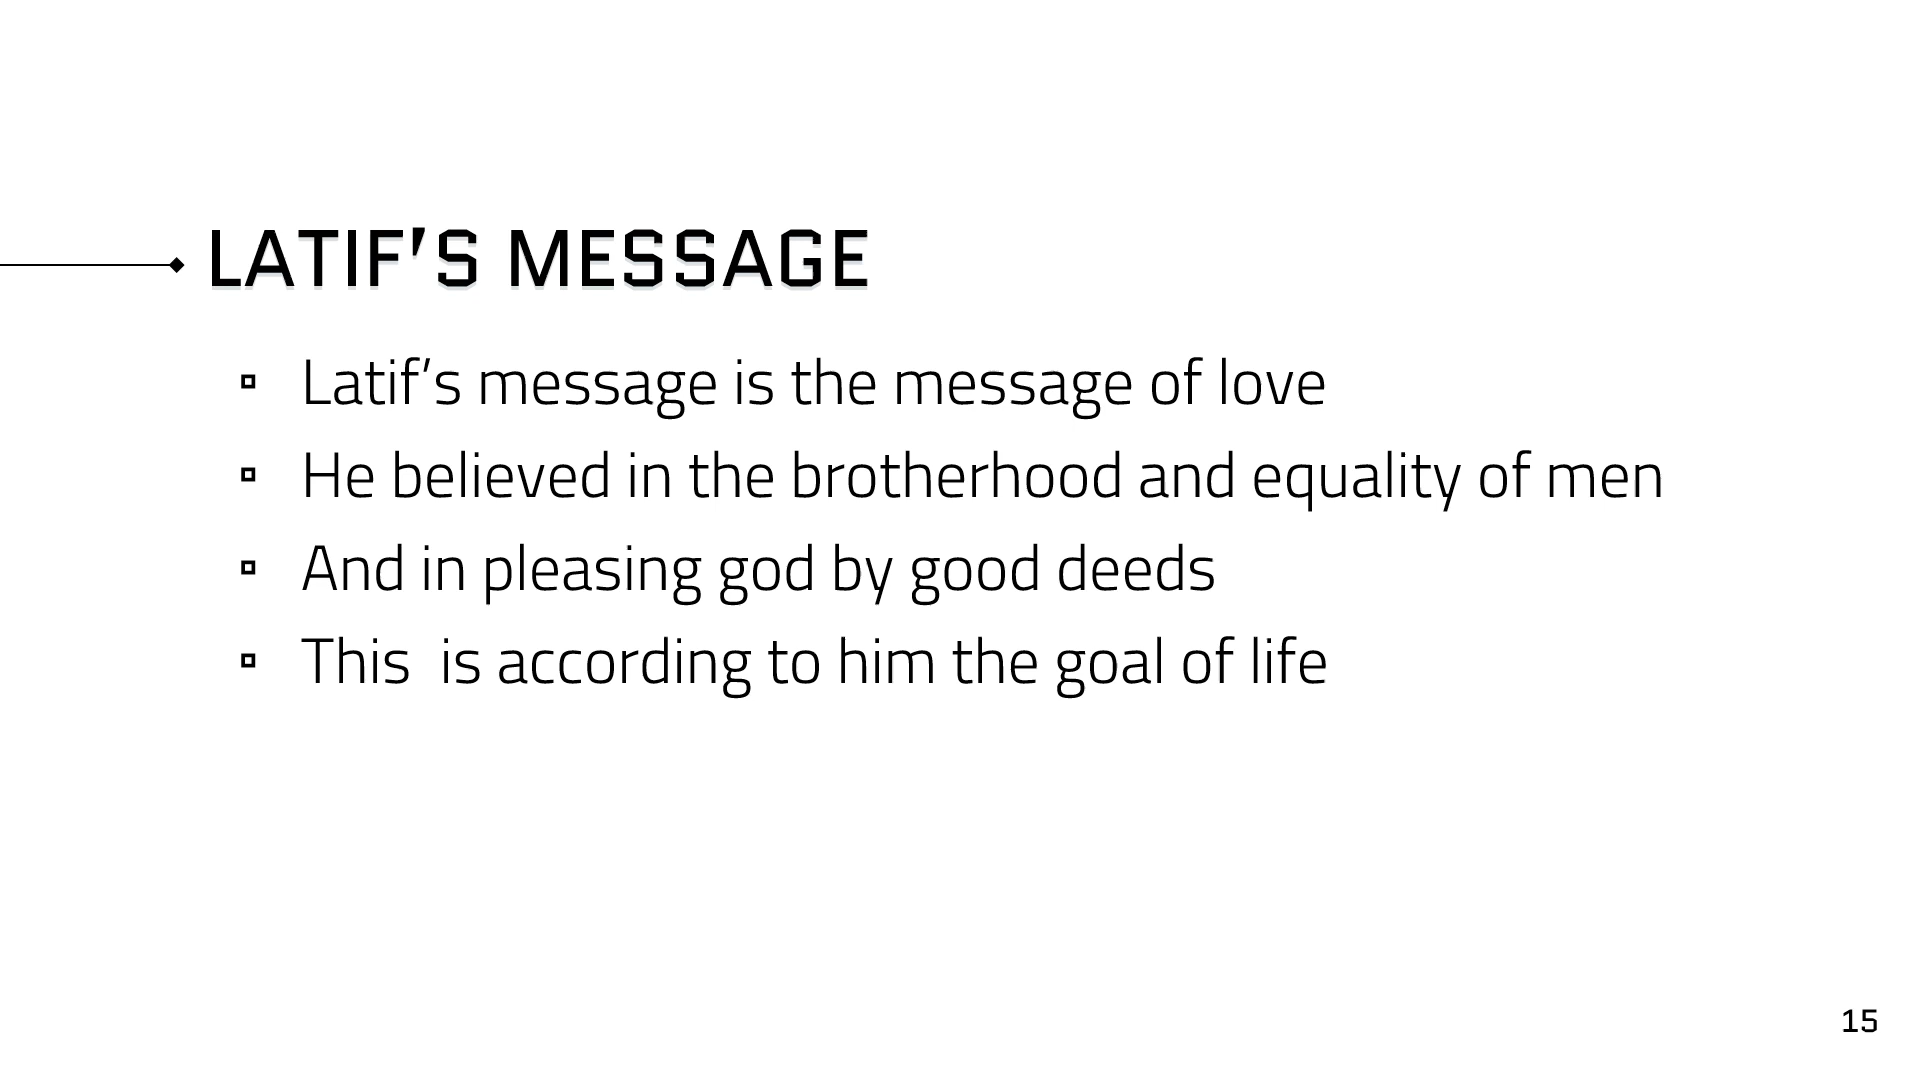 LATIF’S MESSAGE
▫ Latif’s message is the message of love
▫ He believed in the brotherhood and equality of men
▫ And in pleasing god by good deeds
▫ This  is according to him the goal of life
15